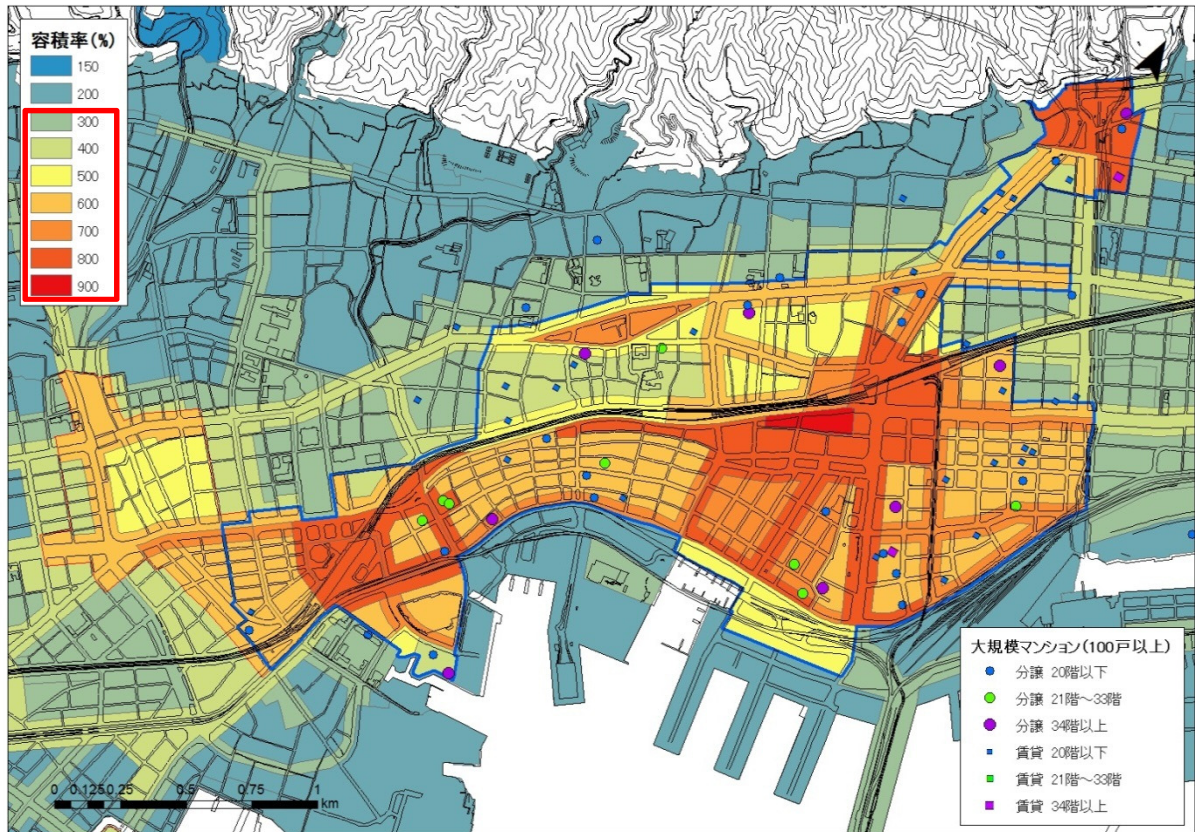 容積率(%)
150
200
300
400
500
600
700
800
900
大規模マンション(100戸以上)
分譲 20階以下
分譲 21階～33階
分譲 34階以上
賃貸 20階以下
賃貸 21階～33階
賃貸 34階以上
0 0.125 0.25 0.5 0.75 1
km